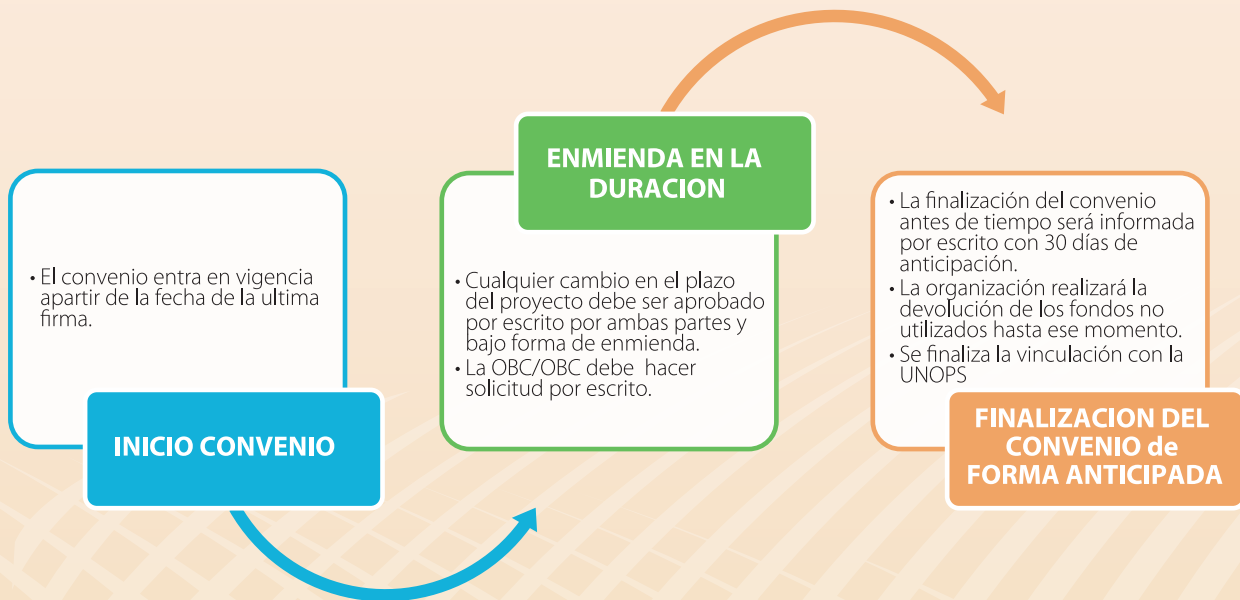 • El convenio entra en vigencia
apartir de la fecha de la ultima
firma.
INICIO CONVENIO
ENMIENDA EN LA
DURACION
• Cualquier cambio en el plazo
del proyecto debe ser aprobado
por escrito por ambas partes y
bajo forma de enmienda.
• La OBC/OBC debe hacer
solicitud por escrito.
• La finalización del convenio
antes de tiempo será informada
por escrito con 30 días de
anticipación.
• La organización realizará la
devolución de los fondos no
utilizados hasta ese momento.
• Se finaliza la vinculación con la
UNOPS
FINALIZACION DEL
CONVENIO de
FORMA ANTICIPADA